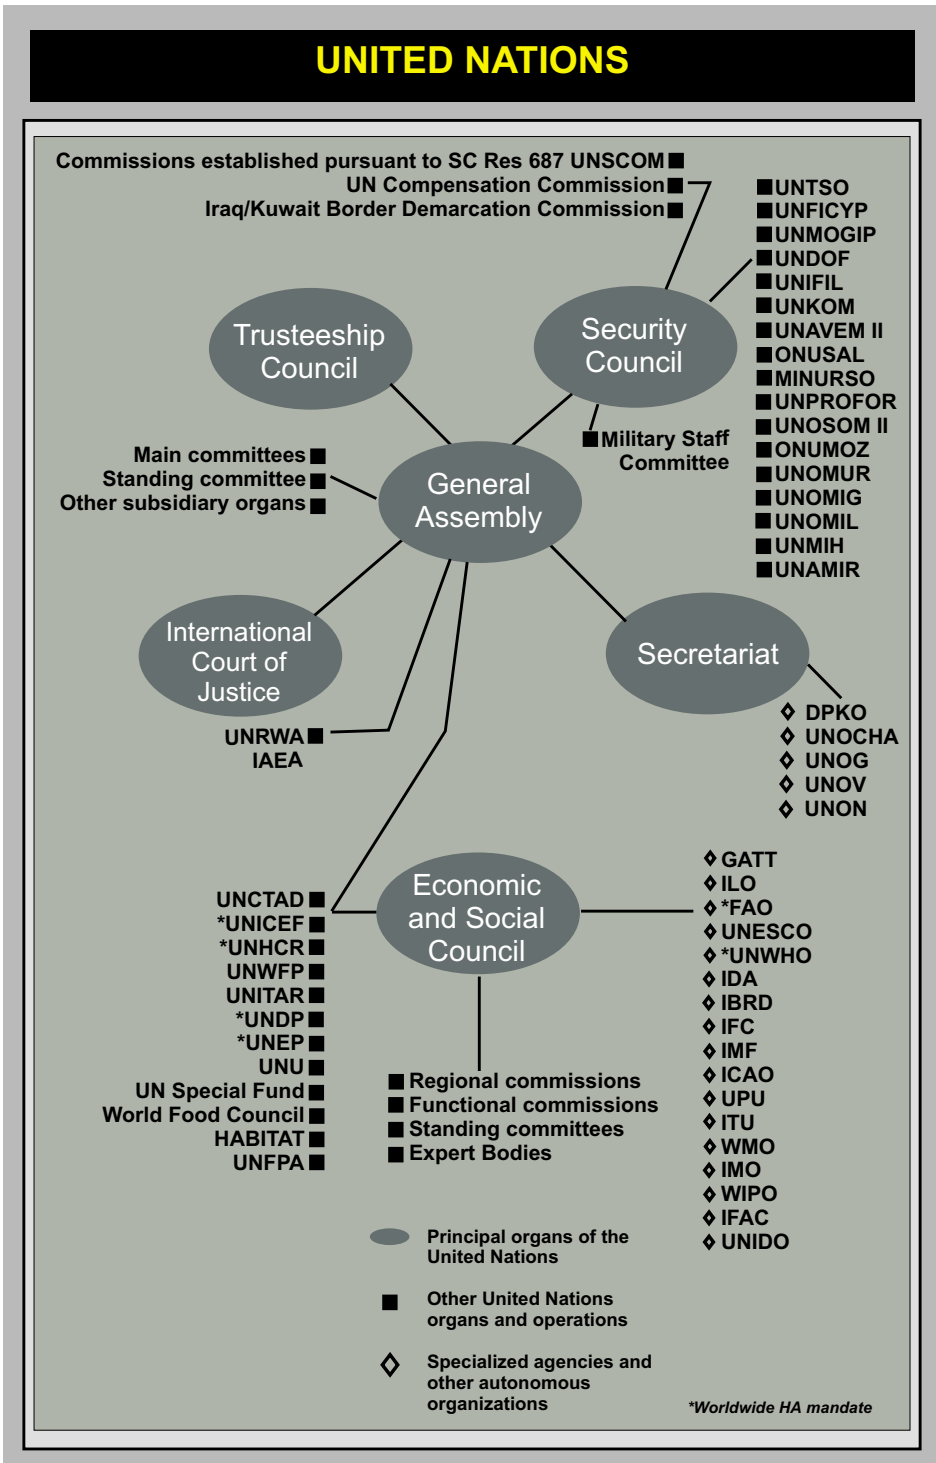 UNITED NATIONS
Commissions established pursuant to SC Res 687 UNSCOM
UN Compensation Commission
Iraq/Kuwait Border Demarcation Commission
UNTSO
UNFICYP
UNMOGIP
UNDOF
UNIFIL
UNKOM
UNAVEM II
ONUSAL
MINURSO
UNPROFOR
UNOSOM II
ONUMOZ
UNOMUR
UNOMIG
UNOMIL
UNMIH
UNAMIR
Trusteeship
Council
Security
Council
Military Staff
Committee
Main committees
Standing committee
Other subsidiary organs
General
Assembly
International
Court of
Justice
Secretariat
UNRWA
IAEA
DPKO
UNOCHA
UNOG
UNOV
UNON
Economic
and Social
Council
UNCTAD
*UNICEF
*UNHCR
UNWFP
UNITAR
*UNDP
*UNEP
UNU
UN Special Fund
World Food Council
HABITAT
UNFPA
Regional commissions
Functional commissions
Standing committees
Expert Bodies
GATT
ILO
*FAO
UNESCO
*UNWHO
IDA
IBRD
IFC
IMF
ICAO
UPU
ITU
WMO
IMO
WIPO
IFAC
UNIDO
Principal organs of the
United Nations
Other United Nations
organs and operations
Specialized agencies and
other autonomous
organizations
*Worldwide HA mandate